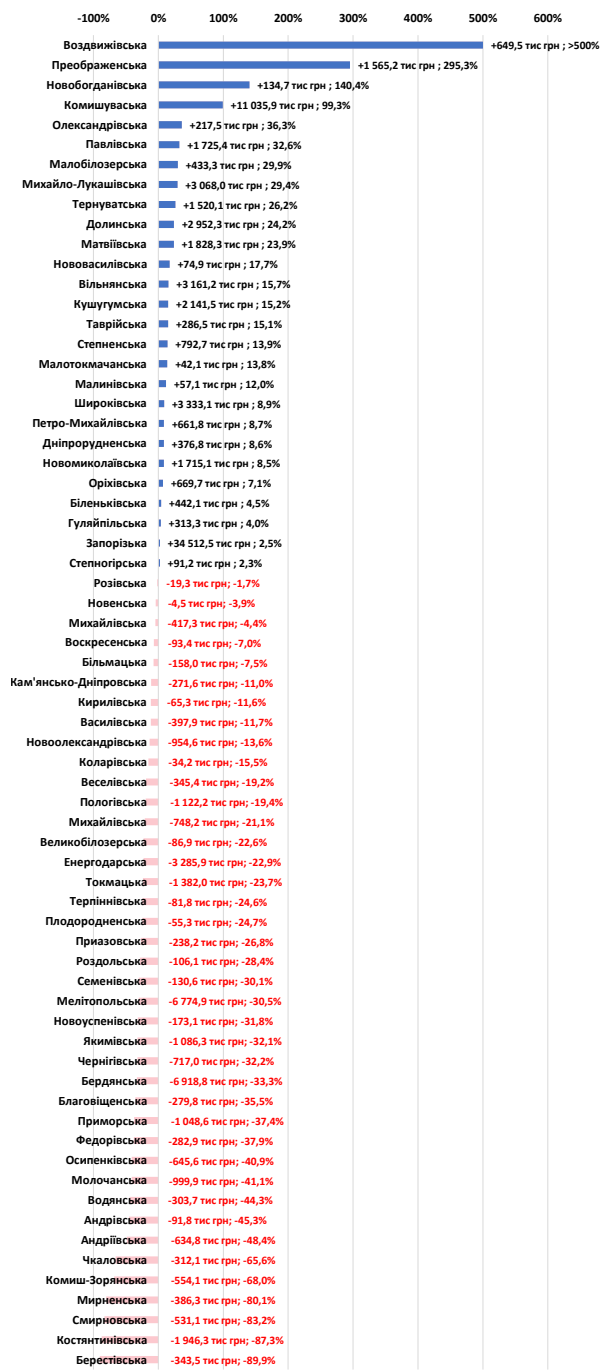 -100% 0% 100% 200% 300% 400% 500% 600%
Воздвижівська +649,5 тис грн ; >500%
Преображенська +1 565,2 тис грн ; 295,3%
Новобогданівська +134,7 тис грн ; 140,4%
Комишуваська +11 035,9 тис грн ; 99,3%
Олександрівська +217,5 тис грн ; 36,3%
Павлівська +1 725,4 тис грн ; 32,6%
Малобілозерська +433,3 тис грн ; 29,9%
Михайло-Лукашівська +3 068,0 тис грн ; 29,4%
Тернуватська +1 520,1 тис грн ; 26,2%
Долинська +2 952,3 тис грн ; 24,2%
Матвіївська +1 828,3 тис грн ; 23,9%
Нововасилівська +74,9 тис грн ; 17,7%
Вільнянська +3 161,2 тис грн ; 15,7%
Кушугумська +2 141,5 тис грн ; 15,2%
Таврійська +286,5 тис грн ; 15,1%
Степненська +792,7 тис грн ; 13,9%
Малотокмачанська +42,1 тис грн ; 13,8%
Малинівська +57,1 тис грн ; 12,0%
Широківська +3 333,1 тис грн ; 8,9%
Петро-Михайлівська +661,8 тис грн ; 8,7%
Дніпрорудненська +376,8 тис грн ; 8,6%
Новомиколаївська +1 715,1 тис грн ; 8,5%
Оріхівська +669,7 тис грн ; 7,1%
Біленьківська +442,1 тис грн ; 4,5%
Гуляйпільська +313,3 тис грн ; 4,0%
Запорізька +34 512,5 тис грн ; 2,5%
Степногірська +91,2 тис грн ; 2,3%
Розівська -19,3 тис грн; -1,7%
Новенська -4,5 тис грн; -3,9%
Михайлівська -417,3 тис грн; -4,4%
Воскресенська -93,4 тис грн; -7,0%
Більмацька -158,0 тис грн; -7,5%
Кам'янсько-Дніпровська -271,6 тис грн; -11,0%
Кирилівська -65,3 тис грн; -11,6%
Василівська -397,9 тис грн; -11,7%
Новоолександрівська -954,6 тис грн; -13,6%
Коларівська -34,2 тис грн; -15,5%
Веселівська -345,4 тис грн; -19,2%
Пологівська -1 122,2 тис грн; -19,4%
Михайлівська -748,2 тис грн; -21,1%
Великобілозерська -86,9 тис грн; -22,6%
Енергодарська -3 285,9 тис грн; -22,9%
Токмацька -1 382,0 тис грн; -23,7%
Терпіннівська -81,8 тис грн; -24,6%
Плодородненська -55,3 тис грн; -24,7%
Приазовська -238,2 тис грн; -26,8%
Роздольська -106,1 тис грн; -28,4%
Семенівська -130,6 тис грн; -30,1%
Мелітопольська -6 774,9 тис грн; -30,5%
Новоуспенівська -173,1 тис грн; -31,8%
Якимівська -1 086,3 тис грн; -32,1%
Чернігівська -717,0 тис грн; -32,2%
Бердянська -6 918,8 тис грн; -33,3%
Благовіщенська -279,8 тис грн; -35,5%
Приморська -1 048,6 тис грн; -37,4%
Федорівська -282,9 тис грн; -37,9%
Осипенківська -645,6 тис грн; -40,9%
Молочанська -999,9 тис грн; -41,1%
Водянська -303,7 тис грн; -44,3%
Андрівська -91,8 тис грн; -45,3%
Андріївська -634,8 тис грн; -48,4%
Чкаловська -312,1 тис грн; -65,6%
Комиш-Зорянська -554,1 тис грн; -68,0%
Мирненська -386,3 тис грн; -80,1%
Смирновська -531,1 тис грн; -83,2%
Костянтинівська -1 946,3 тис грн; -87,3%
Берестівська -343,5 тис грн; -89,9%